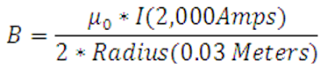 B = μ₀ * I(2,000Amps) / 2 * Radius(0.03 Meters)